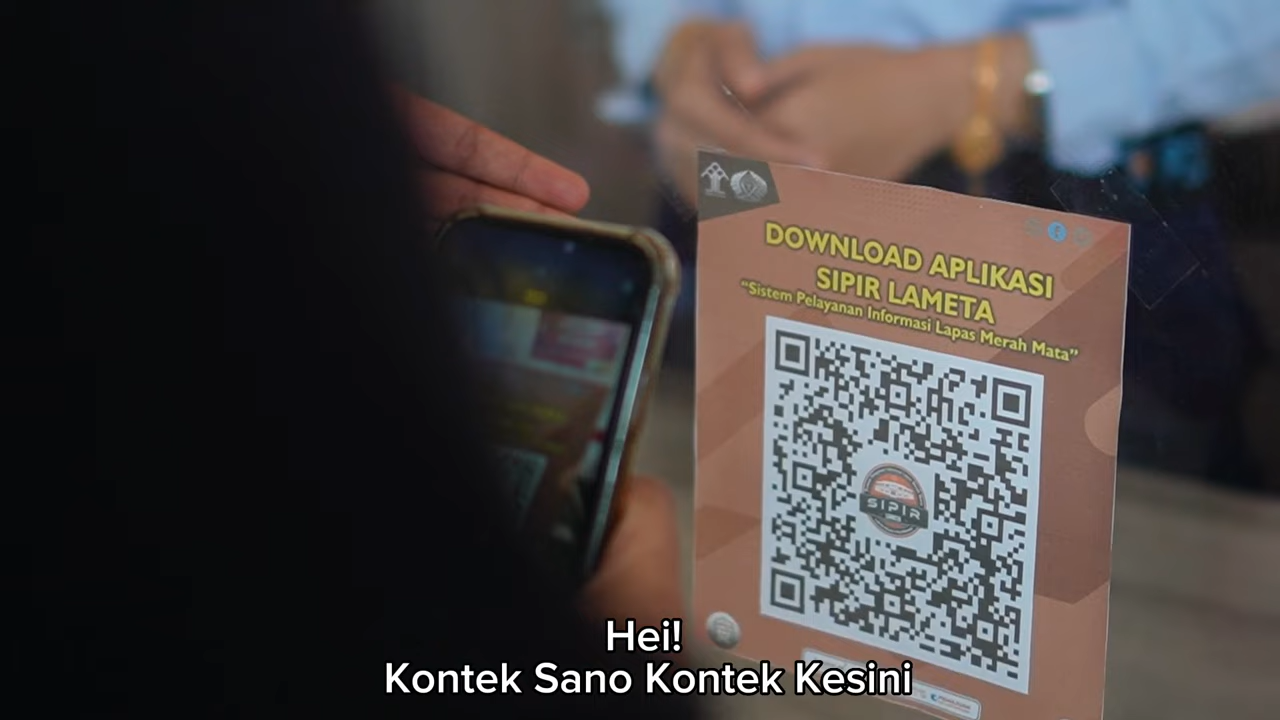 DOWNLOAD APLIKASI
SIPIR LAMETA
“Sistem Pelayanan Informasi Lapas Merah Mata”
SIPIR
Hei!
Kontek Sano Kontek Kesini